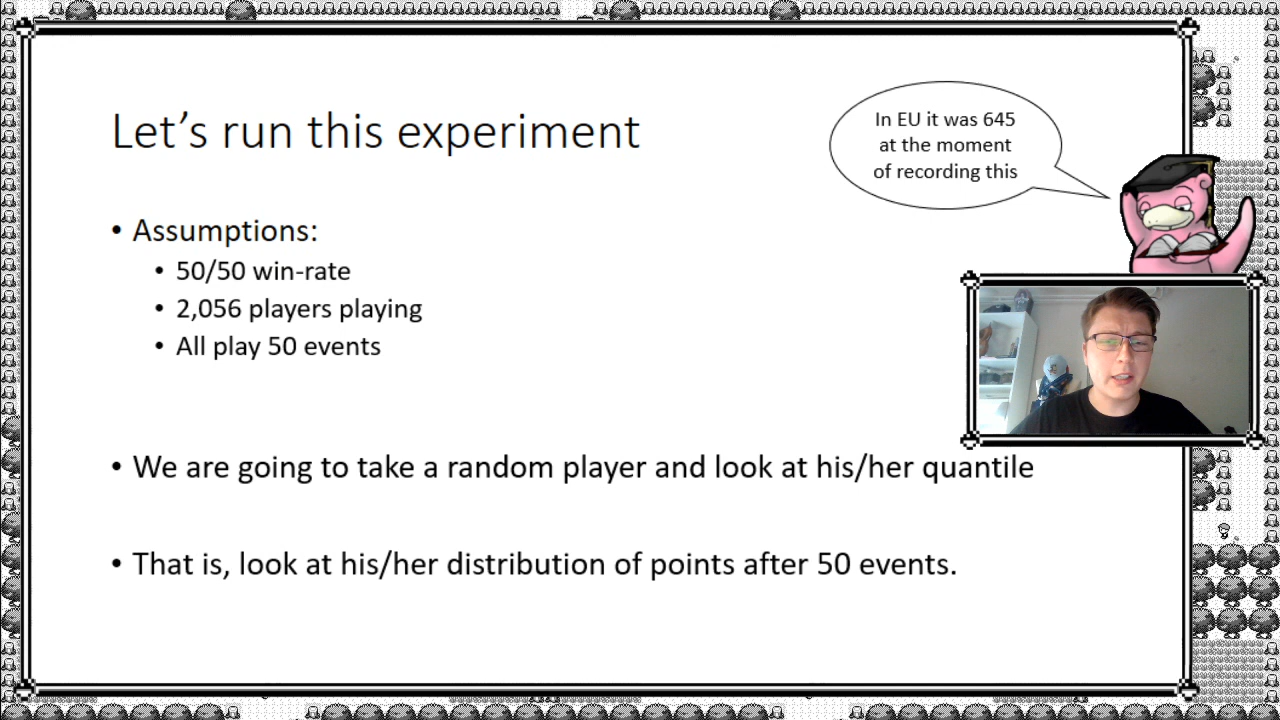 Let’s run this experiment
In EU it was 645
at the moment
of recording this
• Assumptions:
• 50/50 win-rate
• 2,056 players playing
• All play 50 events
• We are going to take a random player and look at his/her quantile
• That is, look at his/her distribution of points after 50 events.